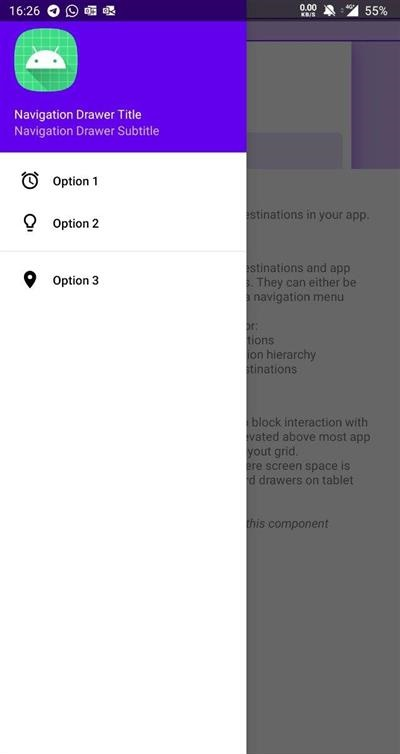 16:26
0.00
KB/S
4G+
55%
Navigation Drawer Title
Navigation Drawer Subtitle
Option 1
Option 2
Option 3
estinations in your app.
estinations and app
s. They can either be
a navigation menu
or:
tions
ion hierarchy
stinations
block interaction with
evated above most app
yout grid.
ere screen space is
rd drawers on tablet
this component